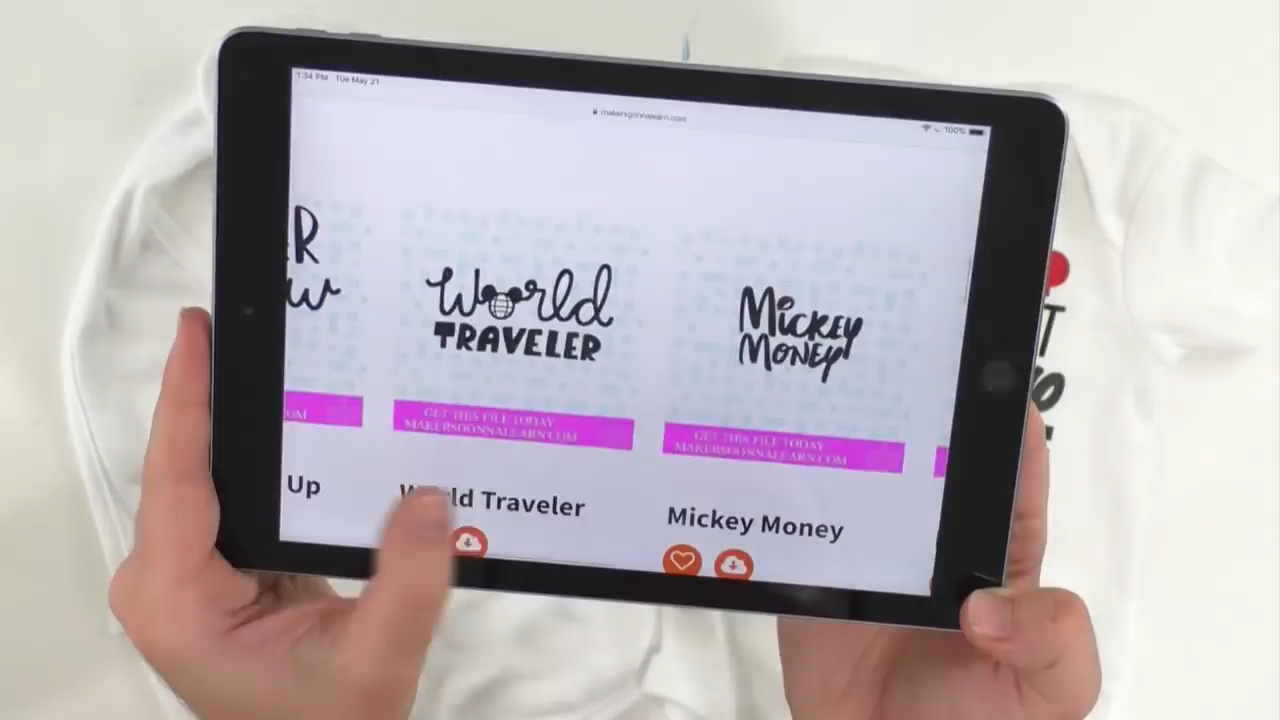 1:34 PM Tue May 21
makersgonnalearn.com
100%
World
TRAVELER
Mickey
Money
GET THIS FILE TODAY
MAKERSGONNALEARN.COM
GET THIS FILE TODAY
MAKERSGONNALEARN.COM
Up
World Traveler
Mickey Money